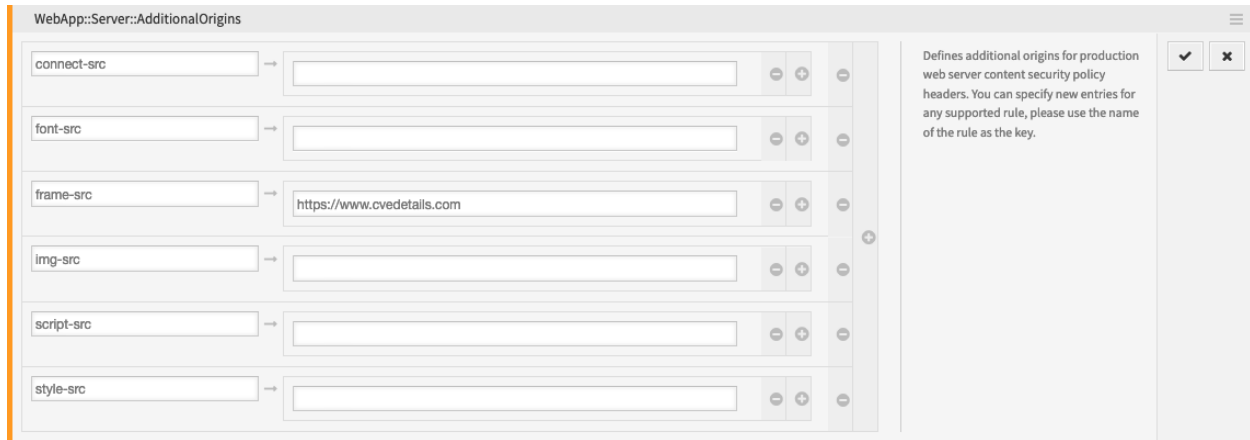 WebApp::Server::AdditionalOrigins
connect-src
font-src
frame-src
https://www.cvedetails.com
img-src
script-src
style-src
Defines additional origins for production
web server content security policy
headers. You can specify new entries for
any supported rule, please use the name
of the rule as the key.